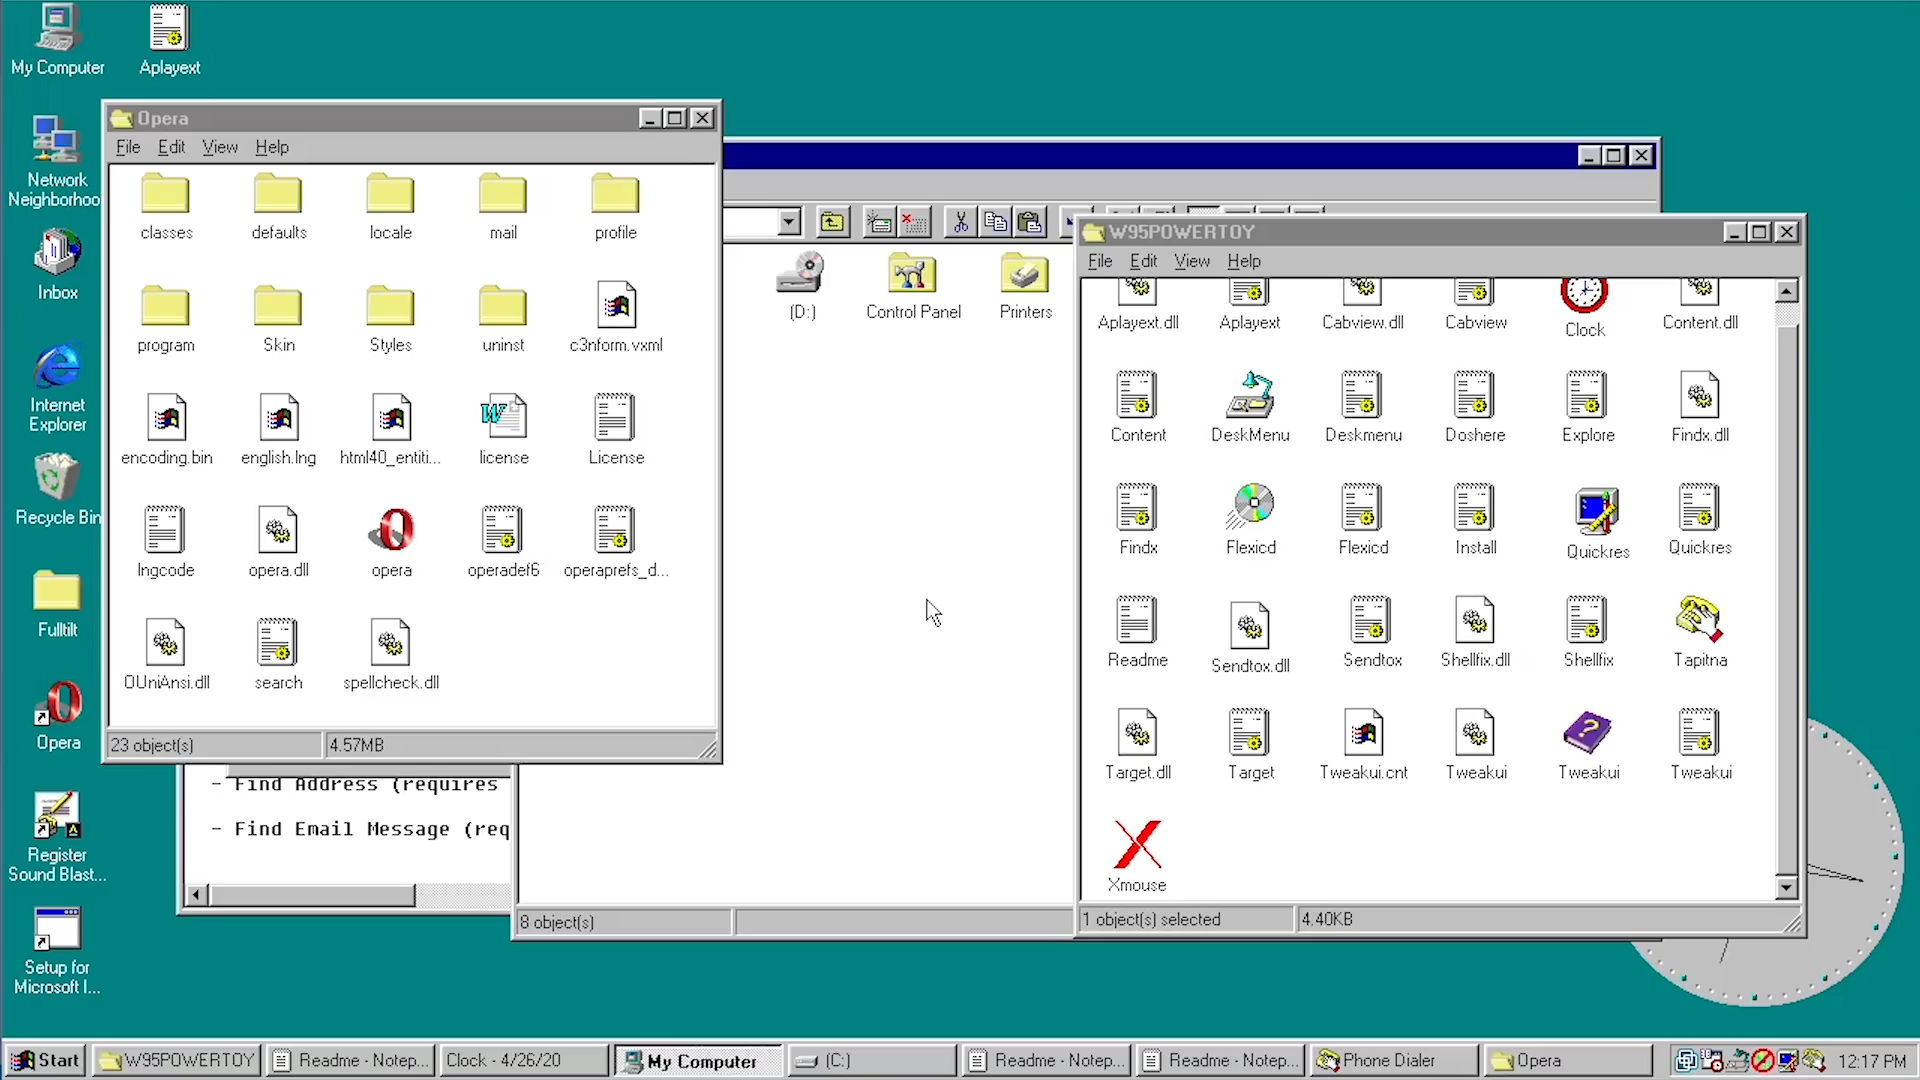 My Computer
Aplayext
Network
Neighborhoo
Inbox
Internet
Explorer
Recycle Bin
Fulltilt
Opera
Register
Sound Blast...
Setup for
Microsoft I...
Opera
File Edit View Help
classes defaults locale mail profile
program Skin Styles uninst c3nform.vxml
encoding.bin english.lng html40_entiti... license License
lngcode opera.dll opera operadef6 operaprefs_d...
OUniAnsi.dll search spellcheck.dll
23 object(s) 4.57MB
- Find Address (requires
- Find Email Message (req
(D:) Control Panel Printers
8 object(s)
W95POWERTOY
File Edit View Help
Aplayext.dll Aplayext Cabview.dll Cabview Clock Content.dll
Content DeskMenu Deskmenu Doshere Explore Findx.dll
Findx Flexicd Flexicd Install Quickres Quickres
Readme Sendtox.dll Sendtox Shellfix.dll Shellfix Tapitna
Target.dll Target Tweakui.cnt Tweakui Tweakui Tweakui
Xmouse
1 object(s) selected 4.40KB
Start W95POWERTOY Readme - Notep... Clock - 4/26/20 My Computer (C:) Readme - Notep... Readme - Notep... Phone Dialer Opera 12:17 PM